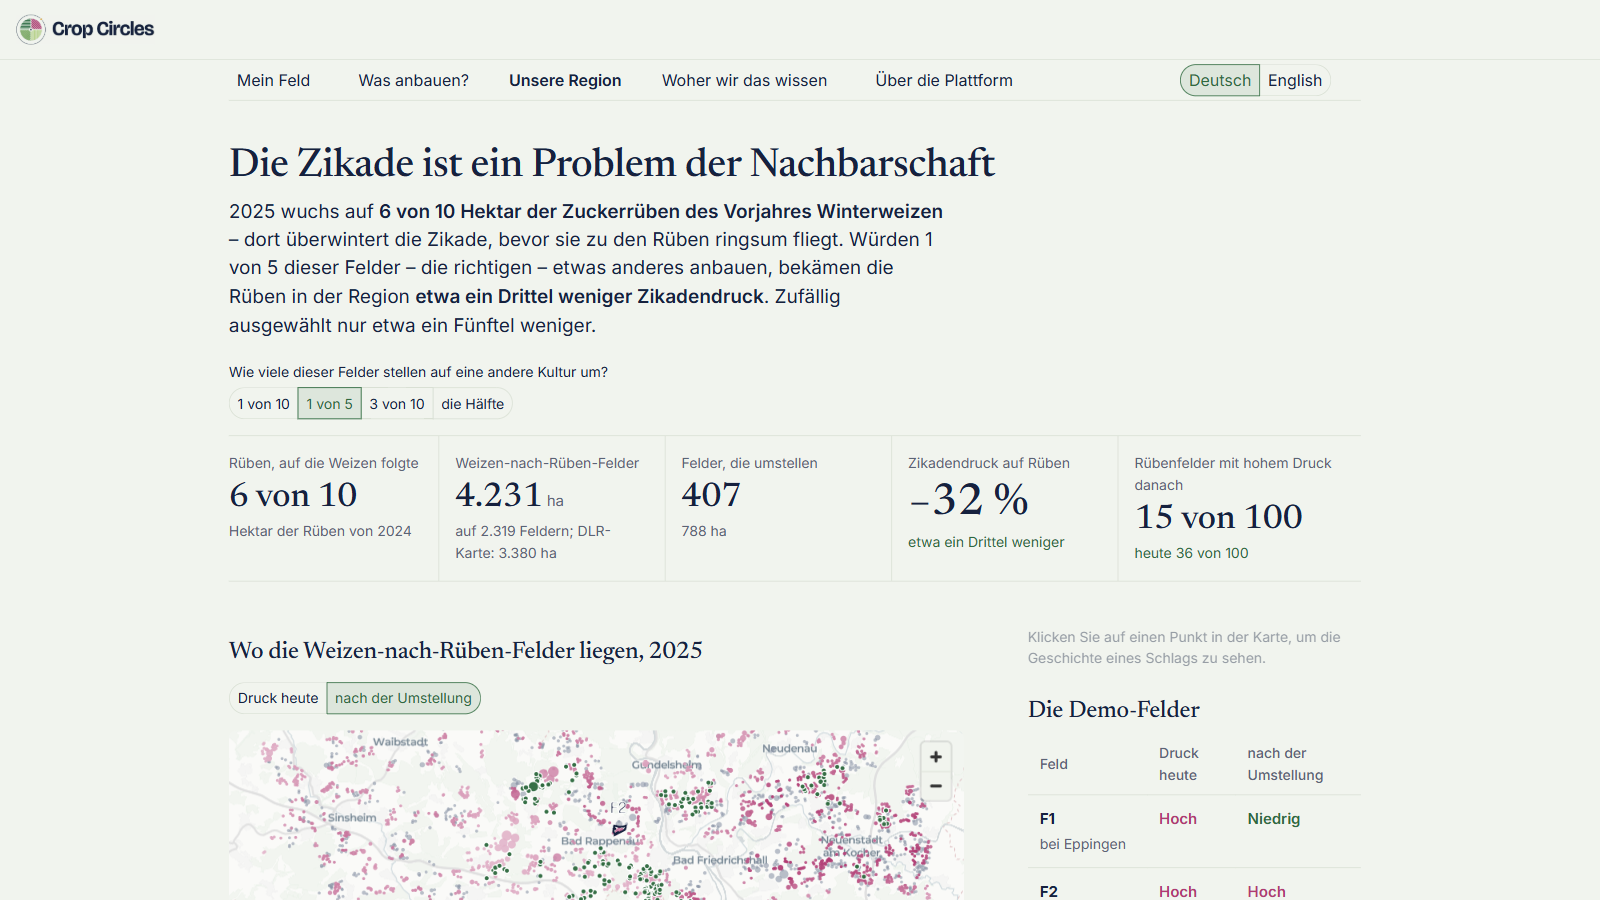 Crop Circles
Mein Feld
Was anbauen?
Unsere Region
Woher wir das wissen
Über die Plattform
Deutsch
English
Die Zikade ist ein Problem der Nachbarschaft
2025 wuchs auf 6 von 10 Hektar der Zuckerrüben des Vorjahres Winterweizen
– dort überwintert die Zikade, bevor sie zu den Rüben ringsum fliegt. Würden 1
von 5 dieser Felder – die richtigen – etwas anderes anbauen, bekämen die
Rüben in der Region etwa ein Drittel weniger Zikadendruck. Zufällig
ausgewählt nur etwa ein Fünftel weniger.
Wie viele dieser Felder stellen auf eine andere Kultur um?
1 von 10
1 von 5
3 von 10
die Hälfte
Rüben, auf die Weizen folgte
6 von 10
Hektar der Rüben von 2024
Weizen-nach-Rüben-Felder
4.231 ha
auf 2.319 Feldern; DLR-
Karte: 3.380 ha
Felder, die umstellen
407
788 ha
Zikadendruck auf Rüben
−32 %
etwa ein Drittel weniger
Rübenfelder mit hohem Druck
danach
15 von 100
heute 36 von 100
Wo die Weizen-nach-Rüben-Felder liegen, 2025
Druck heute
nach der Umstellung
Waibstadt
Neudenau
Gundelsheim
+
−
F2
Sinsheim
Bad Rappenau
Neuenstadt
am Kocher
Bad Friedrichshall
Klicken Sie auf einen Punkt in der Karte, um die
Geschichte eines Schlags zu sehen.
Die Demo-Felder
Feld
Druck
heute
nach der
Umstellung
F1
Hoch
Niedrig
bei Eppingen
F2
Hoch
Hoch